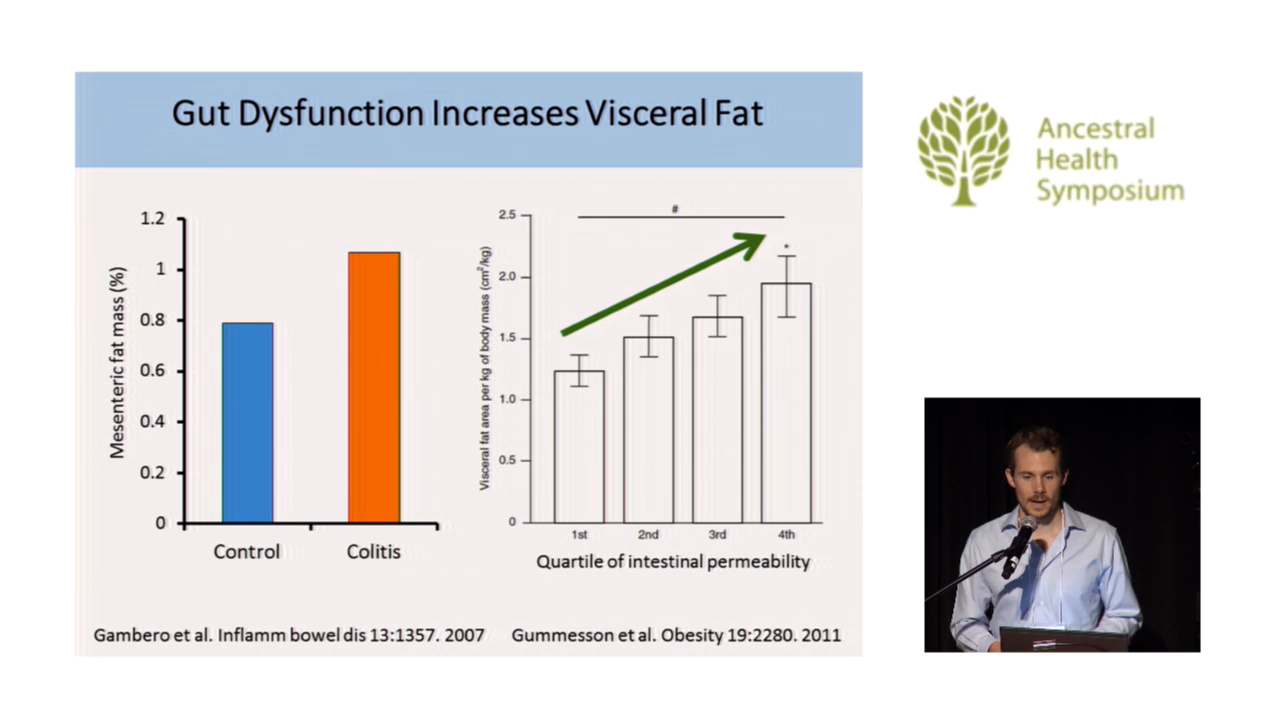 Gut Dysfunction Increases Visceral Fat
Ancestral
Health
Symposium
Mesenteric fat mass (%)
1.2
1
0.8
0.6
0.4
0.2
0
Control
Colitis
Visceral fat area per kg of body mass (cm²/kg)
2.5
2.0
1.5
1.0
0.5
0
#
*
1st
2nd
3rd
4th
Quartile of intestinal permeability
Gambero et al. Inflamm bowel dis 13:1357. 2007
Gummesson et al. Obesity 19:2280. 2011